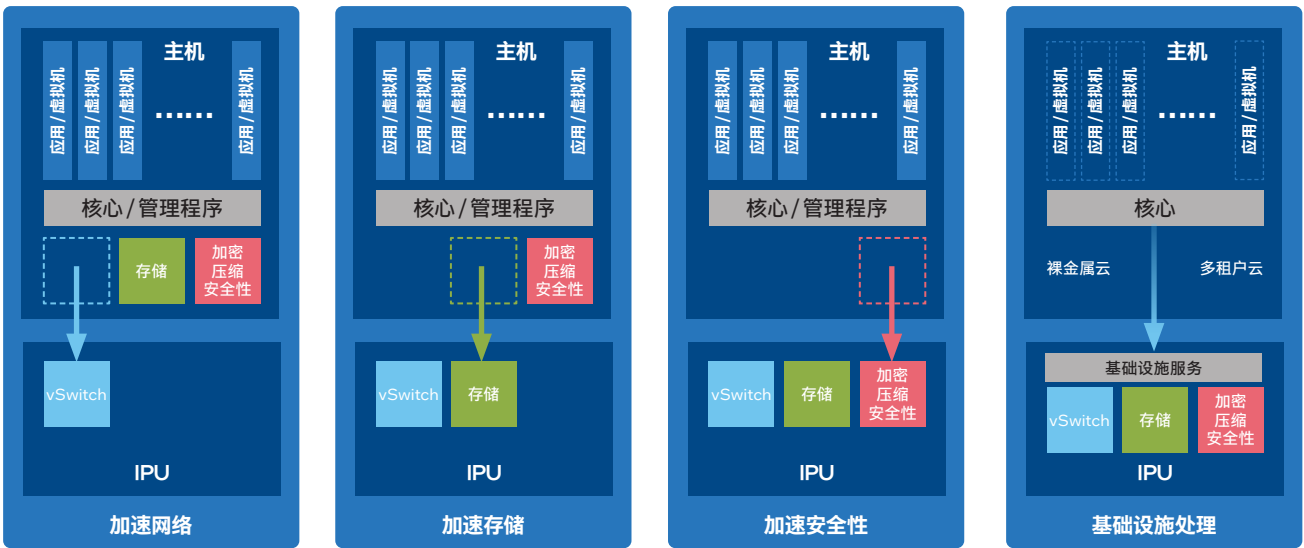 主机
应用/虚拟机
应用/虚拟机
应用/虚拟机
……
应用/虚拟机
核心/管理程序
存储
加密
压缩
安全性
vSwitch
IPU
加速网络
主机
应用/虚拟机
应用/虚拟机
应用/虚拟机
……
应用/虚拟机
核心/管理程序
加密
压缩
安全性
vSwitch
存储
IPU
加速存储
主机
应用/虚拟机
应用/虚拟机
应用/虚拟机
……
应用/虚拟机
核心/管理程序
vSwitch
存储
加密
压缩
安全性
IPU
加速安全性
主机
应用/虚拟机
应用/虚拟机
应用/虚拟机
……
应用/虚拟机
核心
裸金属云
多租户云
基础设施服务
vSwitch
存储
加密
压缩
安全性
IPU
基础设施处理